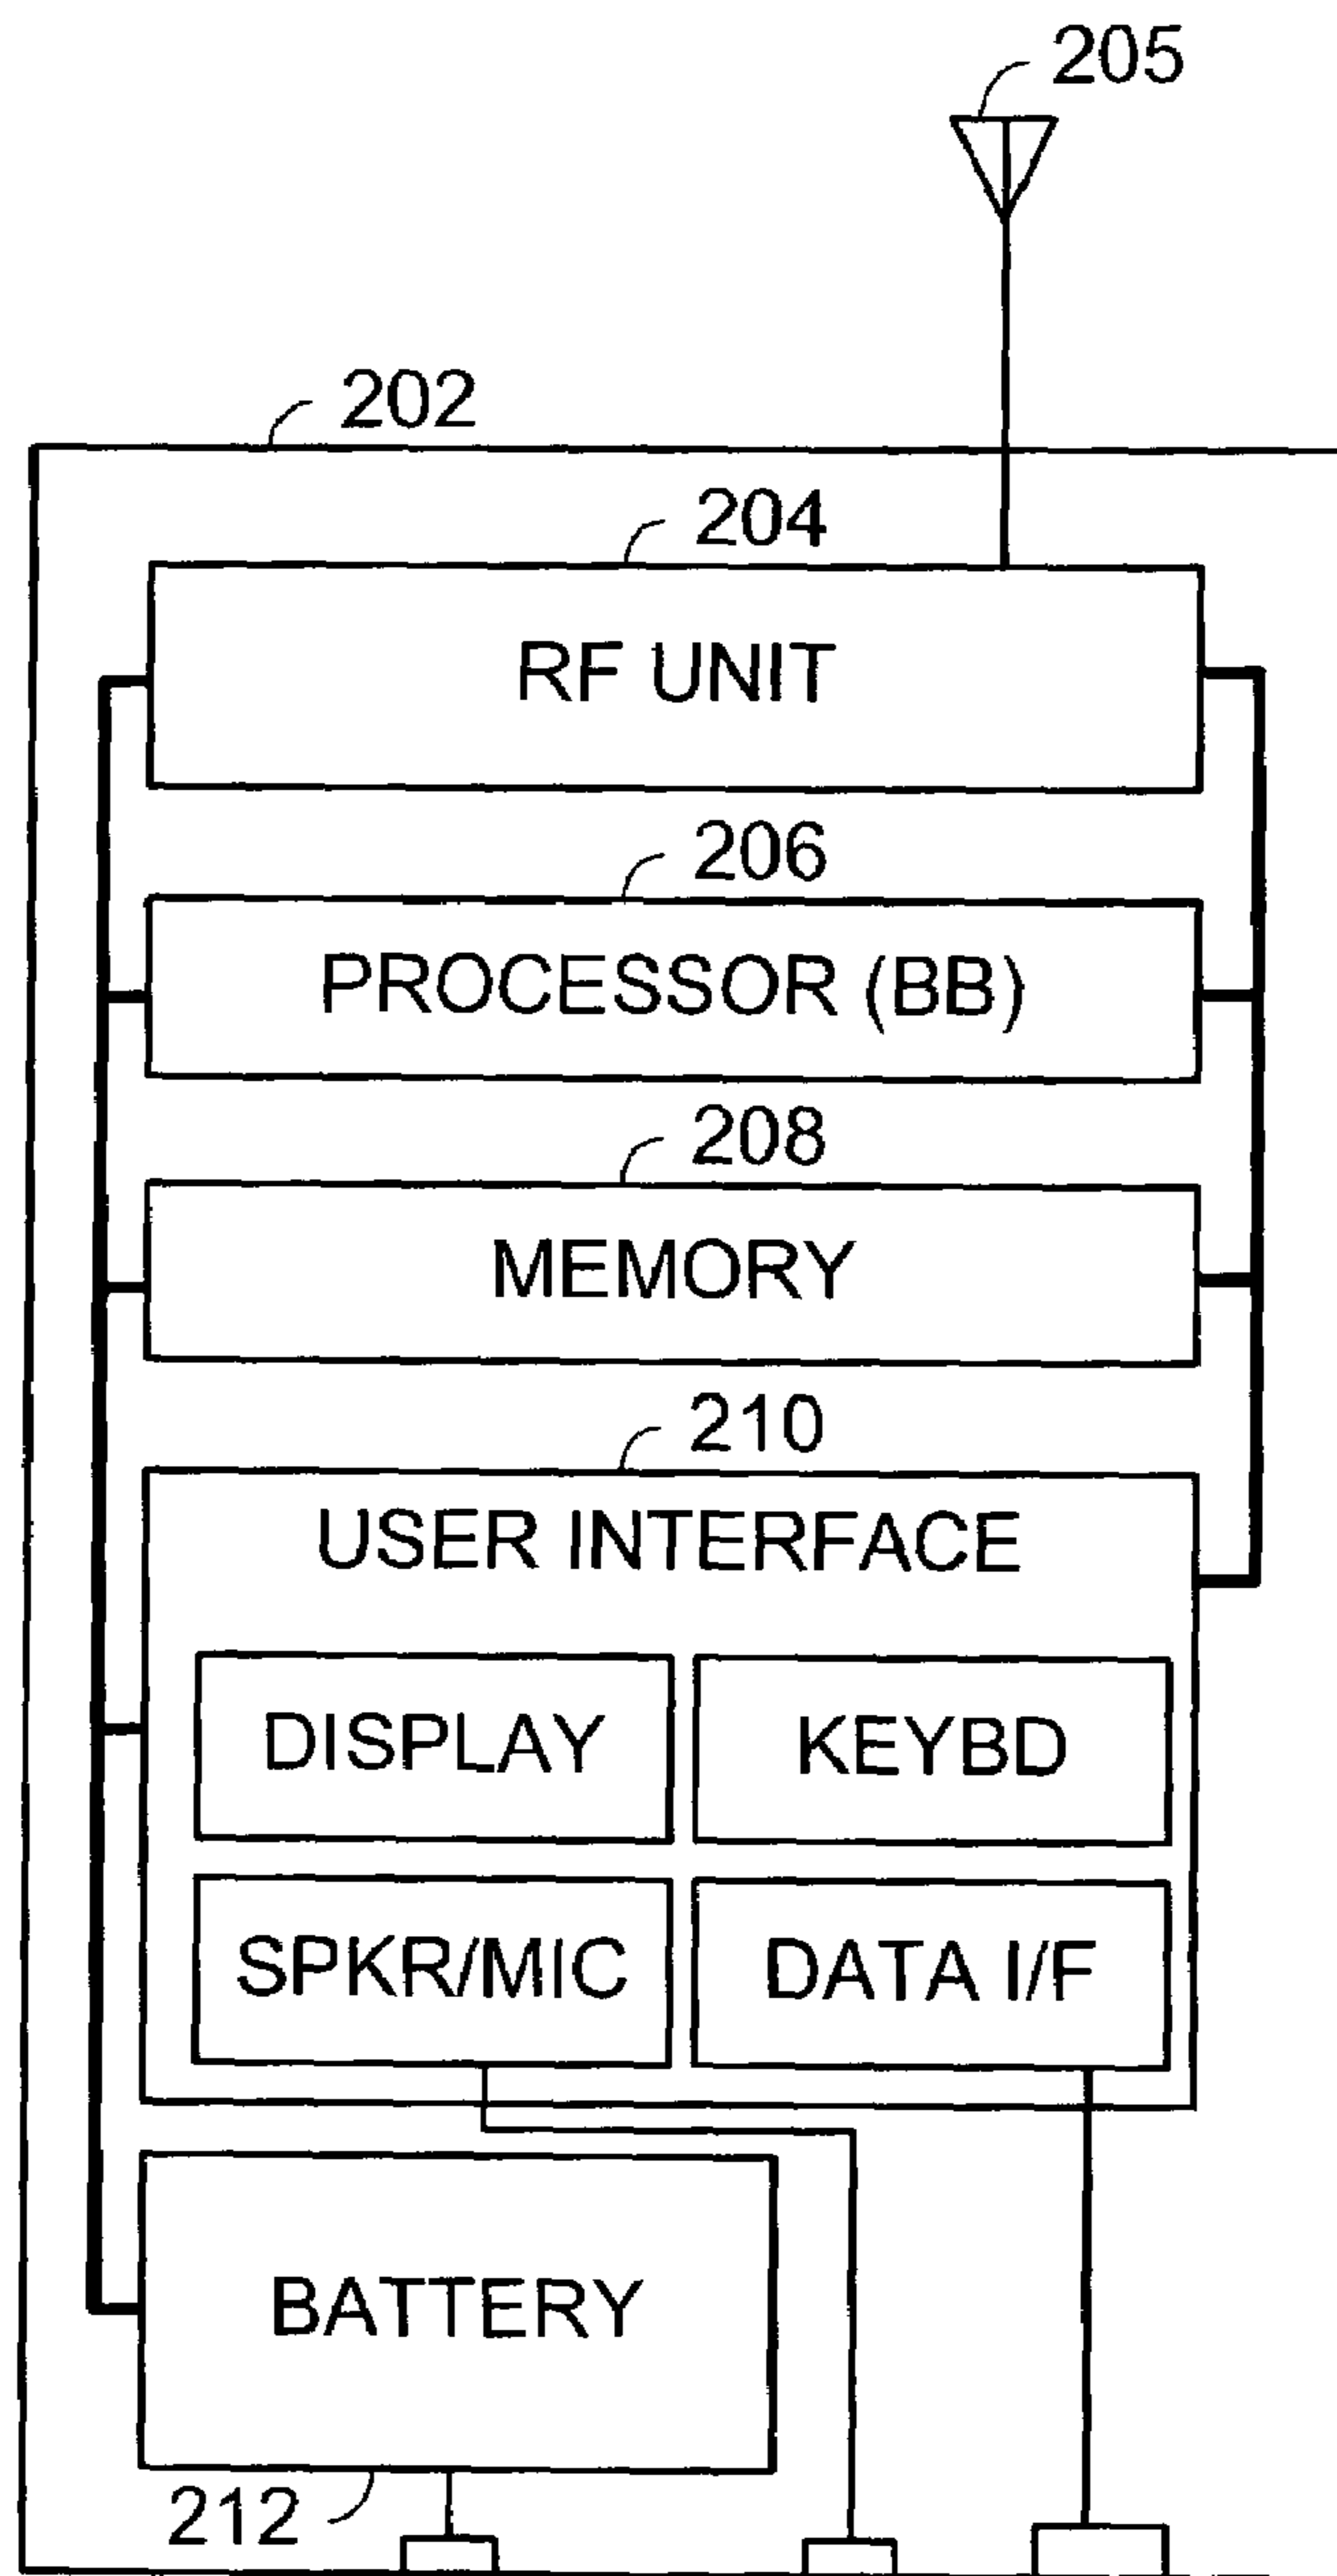 205
202
204
RF UNIT
206
PROCESSOR (BB)
208
MEMORY
210
USER INTERFACE
DISPLAY
KEYBD
SPKR/MIC
DATA I/F
BATTERY
212